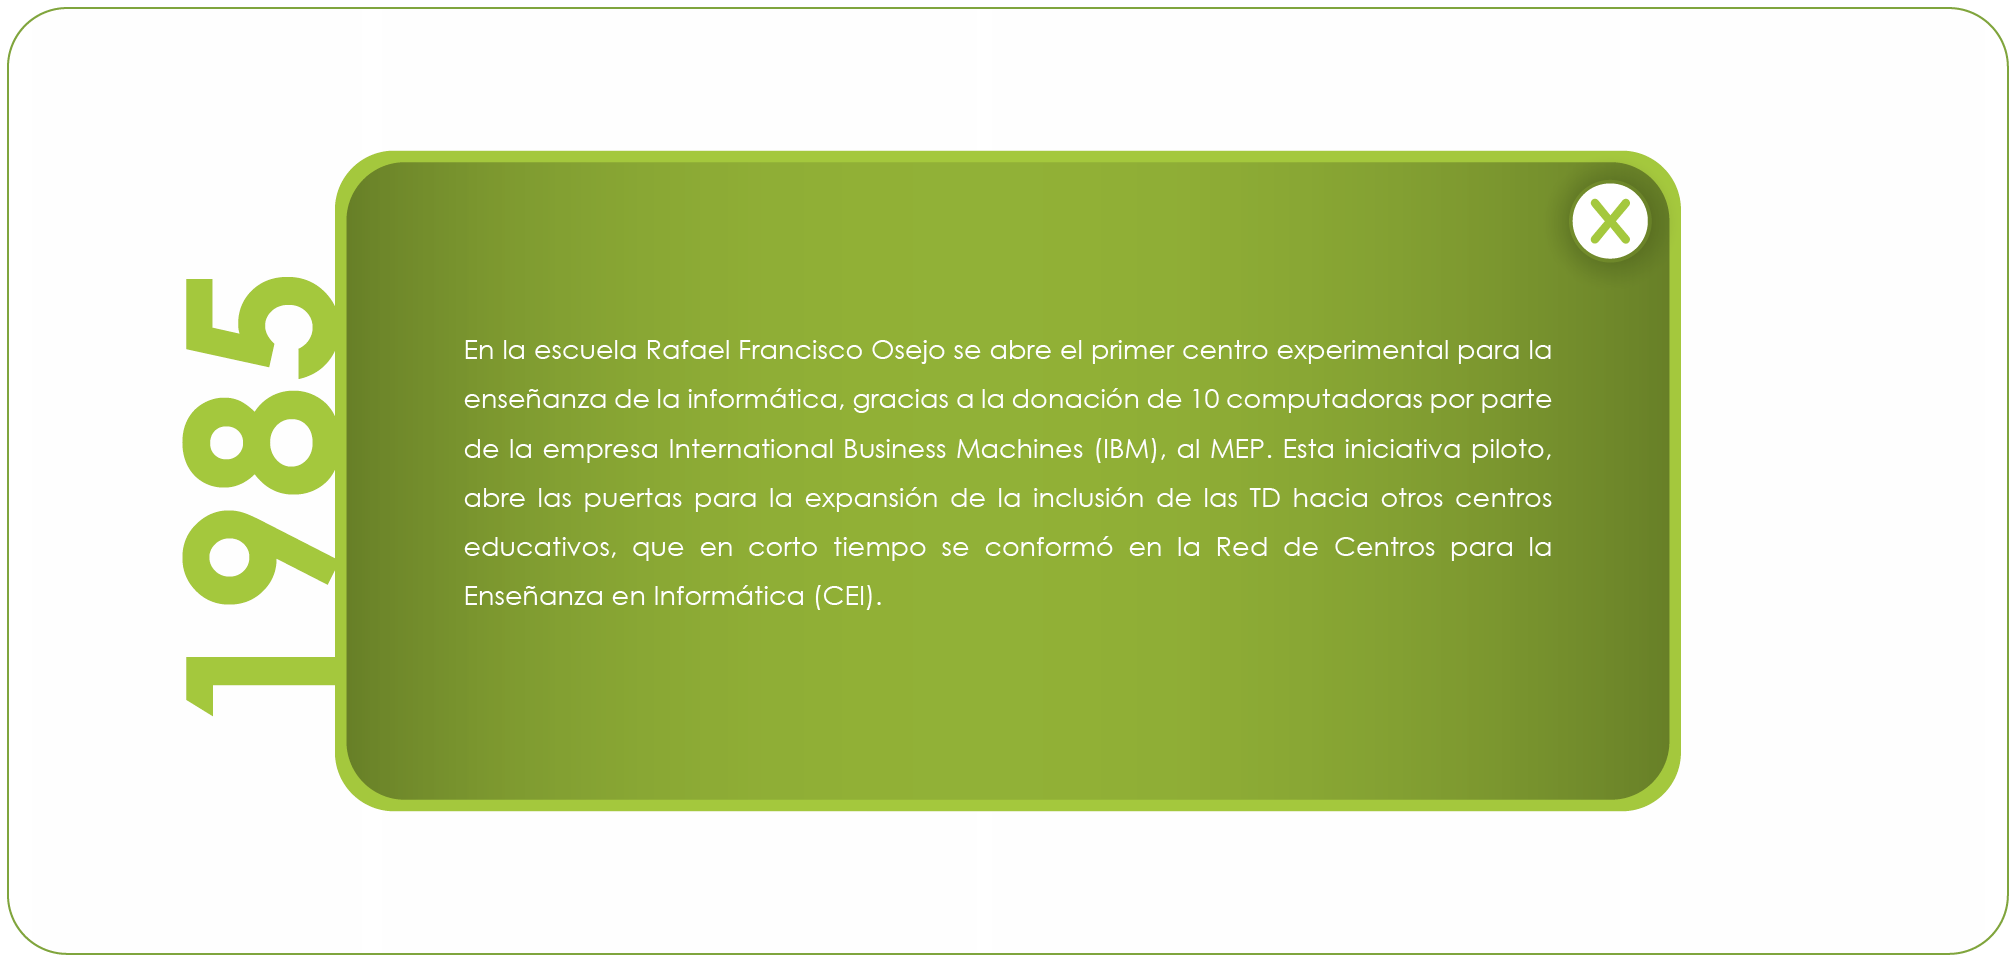 1985
X
En la escuela Rafael Francisco Osejo se abre el primer centro experimental para la
enseñanza de la informática, gracias a la donación de 10 computadoras por parte
de la empresa International Business Machines (IBM), al MEP. Esta iniciativa piloto,
abre las puertas para la expansión de la inclusión de las TD hacia otros centros
educativos, que en corto tiempo se conformó en la Red de Centros para la
Enseñanza en Informática (CEI).